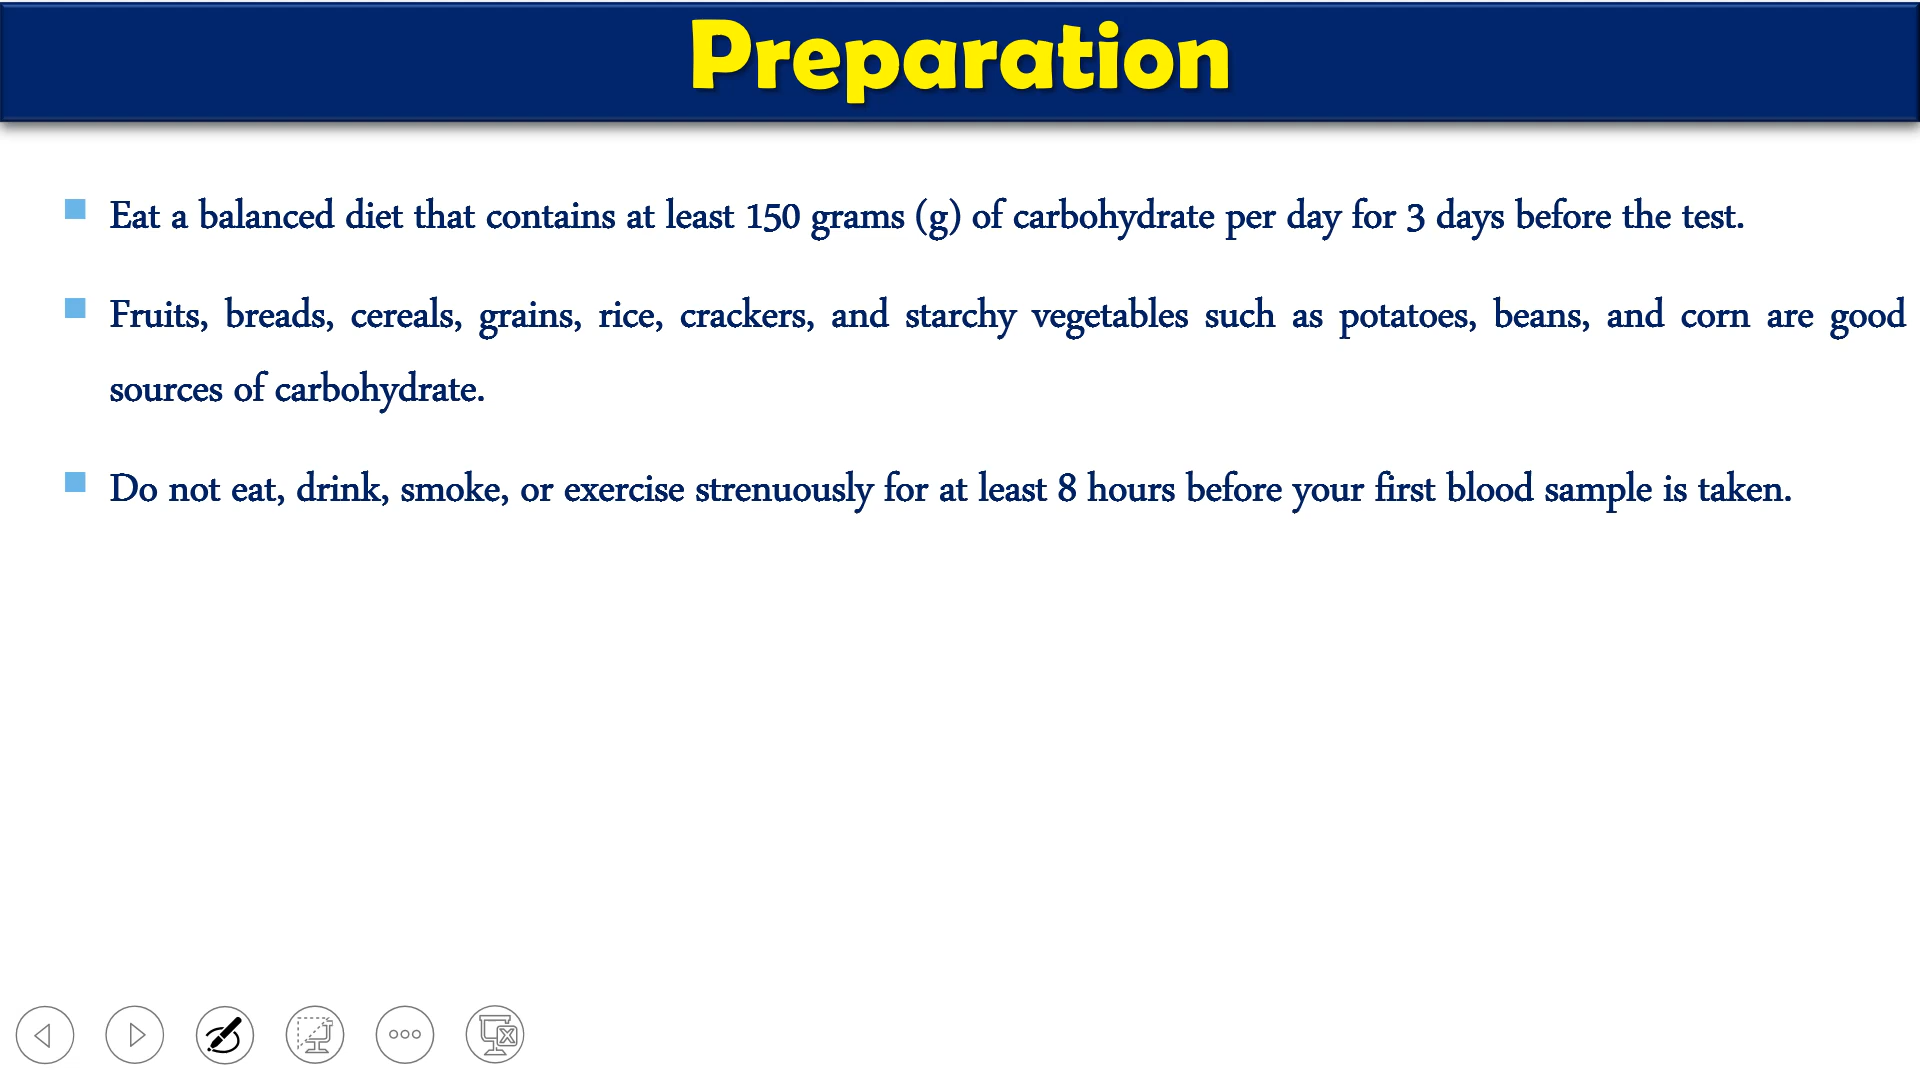 Preparation
Eat a balanced diet that contains at least 150 grams (g) of carbohydrate per day for 3 days before the test.
Fruits, breads, cereals, grains, rice, crackers, and starchy vegetables such as potatoes, beans, and corn are good
sources of carbohydrate.
Do not eat, drink, smoke, or exercise strenuously for at least 8 hours before your first blood sample is taken.